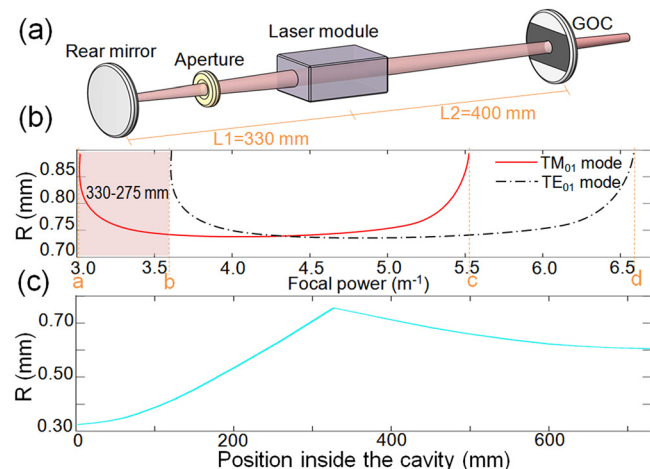 (a)
Rear mirror
Aperture
Laser module
GOC
L1=330 mm
L2=400 mm
(b)
R (mm)
0.85
0.80
0.75
0.70
330-275 mm
TM01 mode
TE01 mode
3.0 3.5 4.0 4.5 5.0 5.5 6.0 6.5
Focal power (m-1)
a b c d
(c)
R (mm)
0.70
0.50
0.30
0 200 400 600
Position inside the cavity (mm)